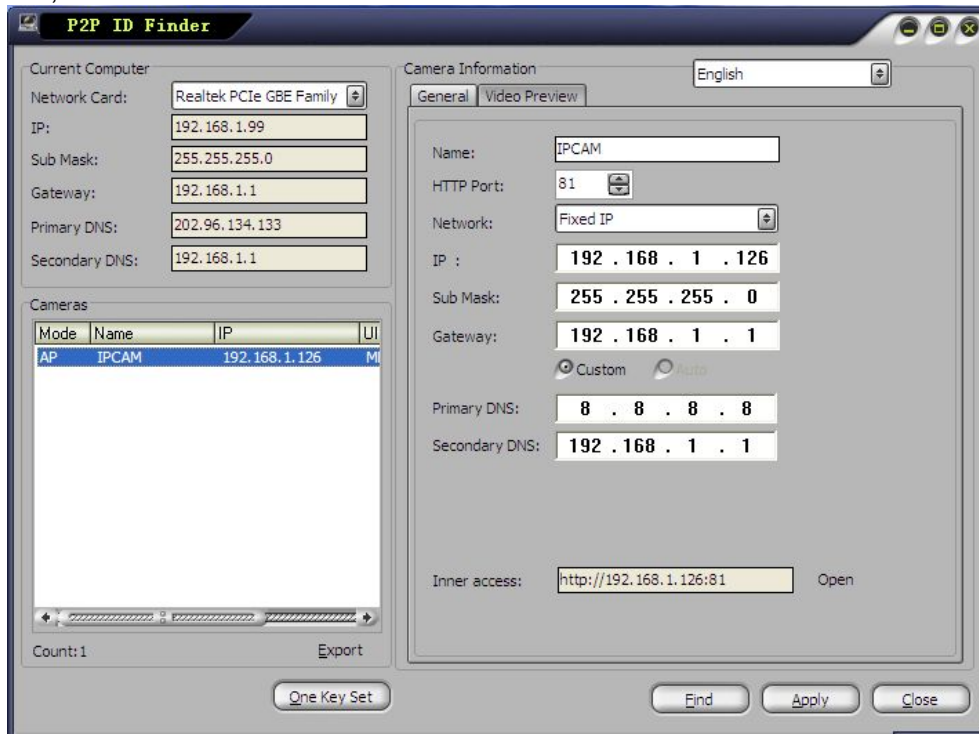 P2P ID Finder
Current Computer
Network Card: Realtek PCIe GBE Family
IP: 192.168.1.99
Sub Mask: 255.255.255.0
Gateway: 192.168.1.1
Primary DNS: 202.96.134.133
Secondary DNS: 192.168.1.1
Cameras
Mode Name IP UI
AP IPCAM 192.168.1.126
Count:1 Export
One Key Set
Camera Information English
General Video Preview
Name: IPCAM
HTTP Port: 81
Network: Fixed IP
IP : 192 . 168 . 1 . 126
Sub Mask: 255 . 255 . 255 . 0
Gateway: 192 . 168 . 1 . 1
Custom Auto
Primary DNS: 8 . 8 . 8 . 8
Secondary DNS: 192 . 168 . 1 . 1
Inner access: http://192.168.1.126:81 Open
Find Apply Close